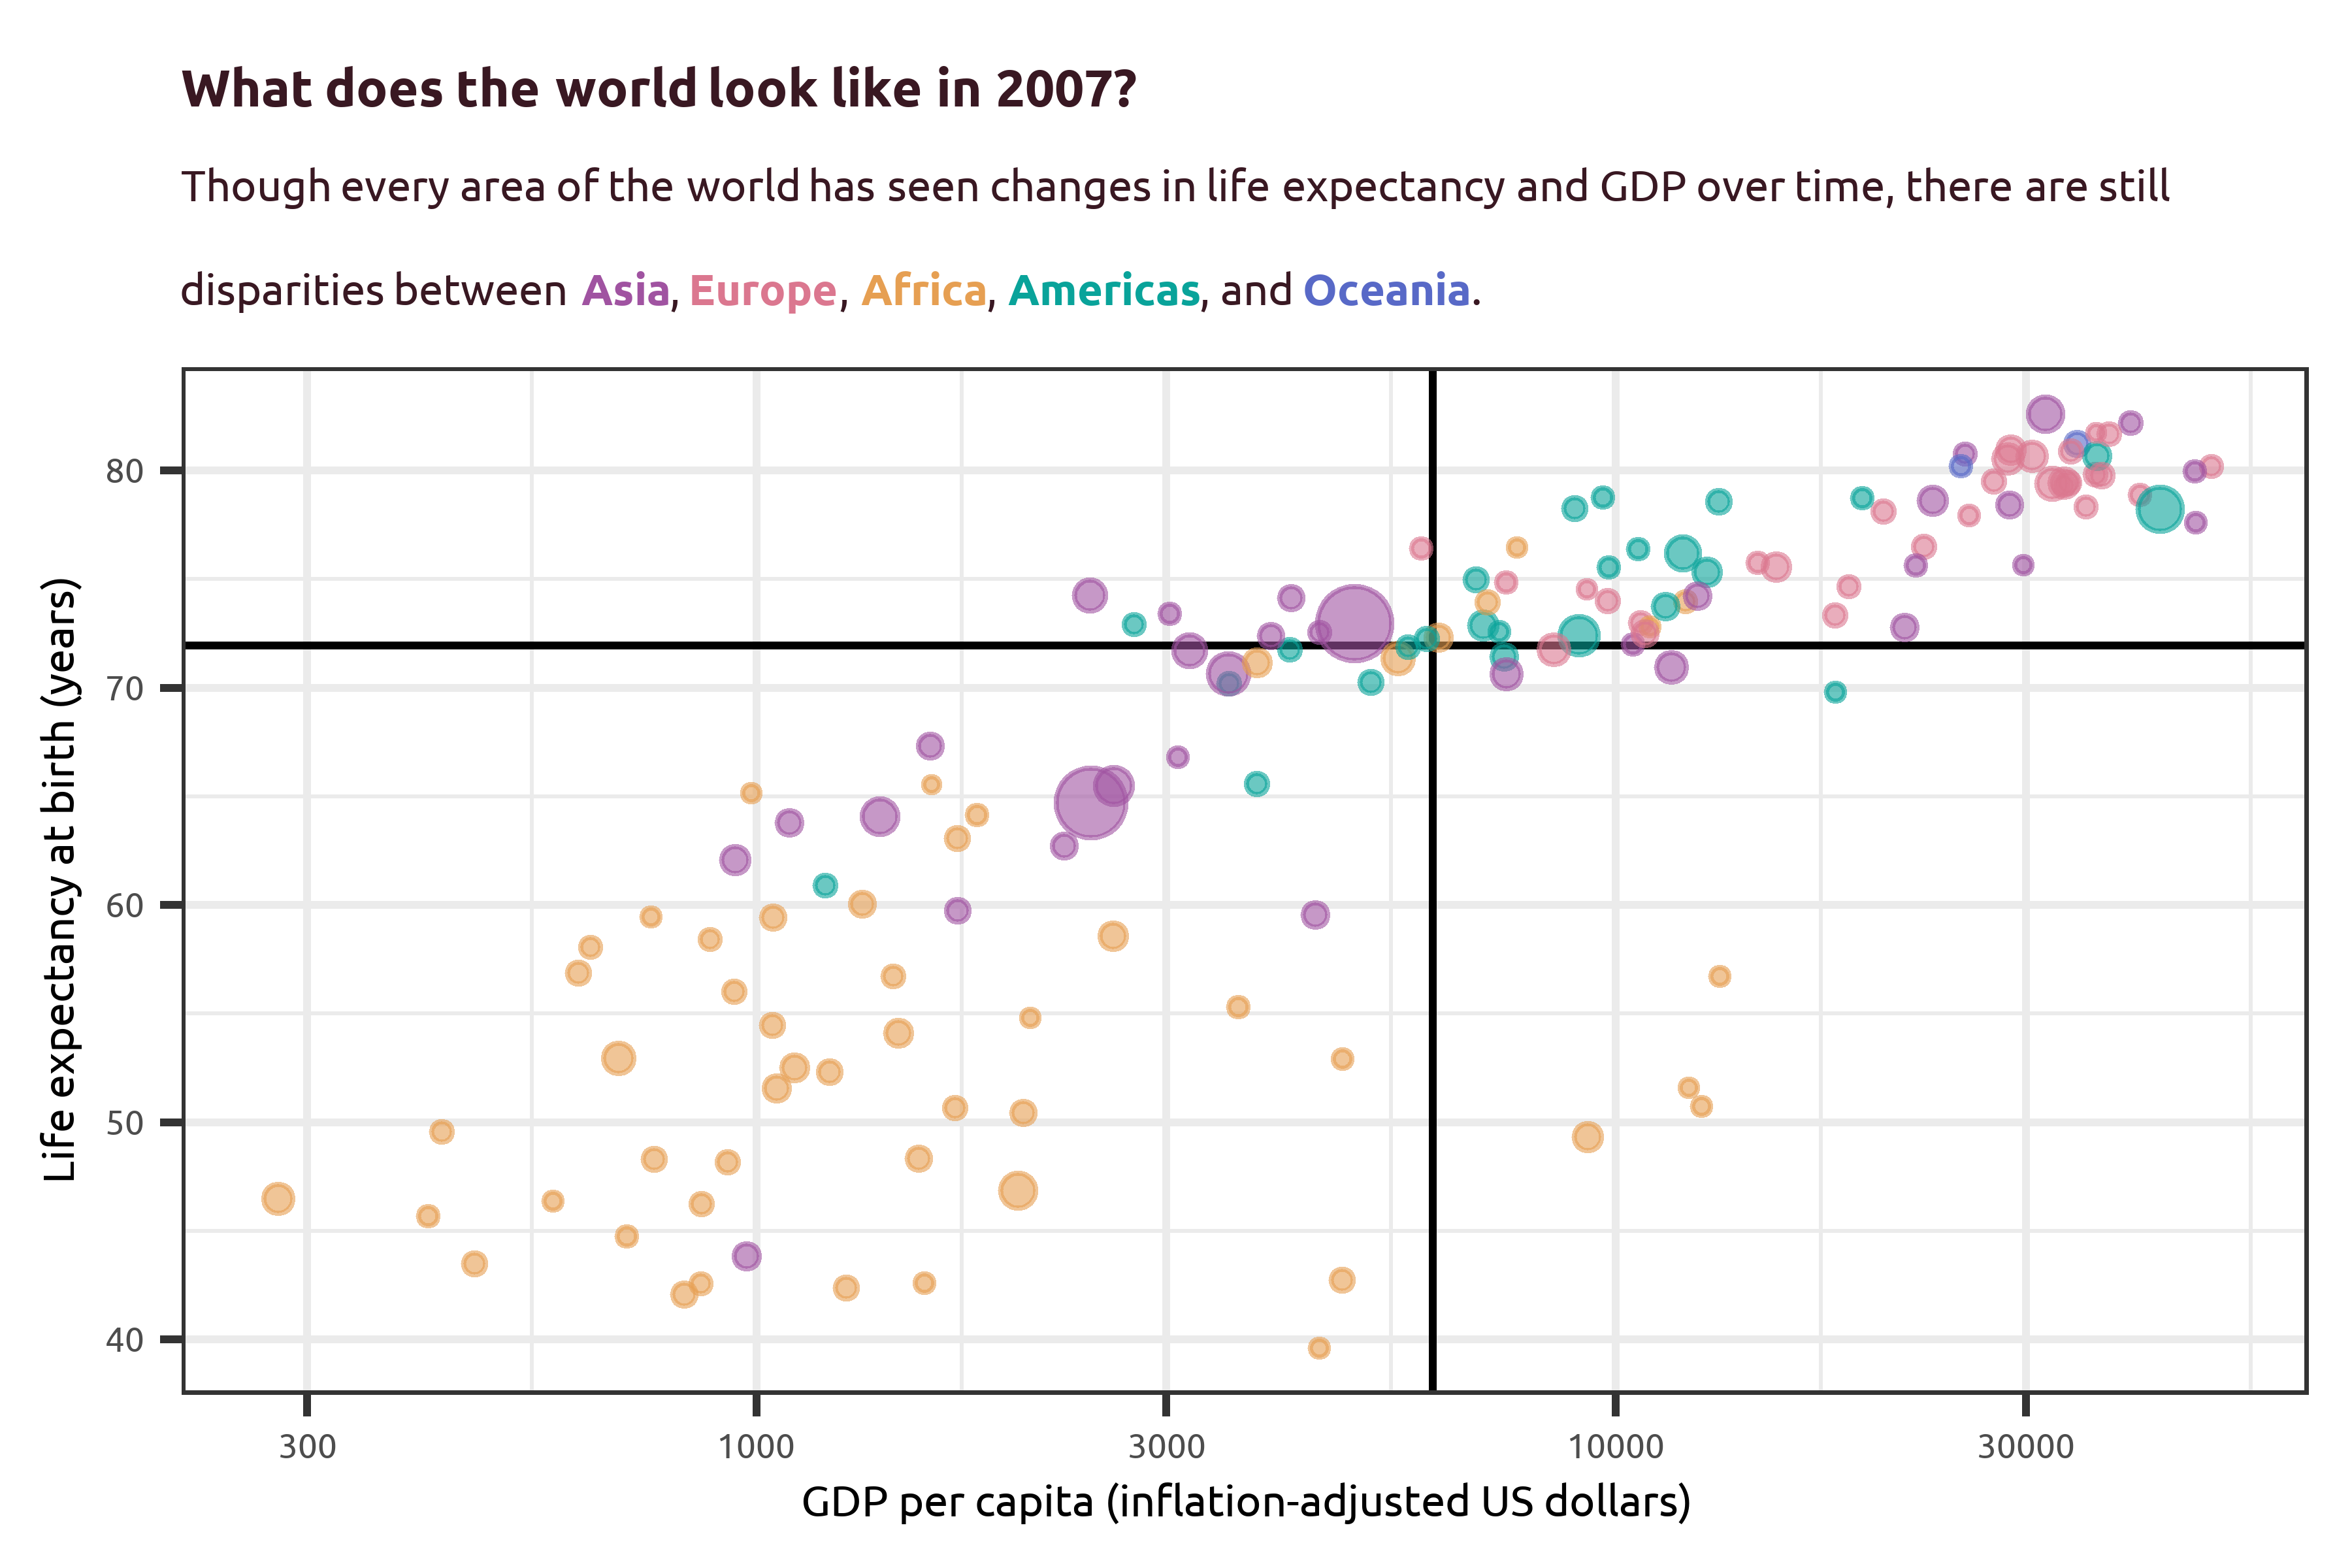 What does the world look like in 2007?
Though every area of the world has seen changes in life expectancy and GDP over time, there are still
disparities between Asia, Europe, Africa, Americas, and Oceania.
Life expectancy at birth (years)
80
70
60
50
40
300
1000
3000
10000
30000
GDP per capita (inflation-adjusted US dollars)